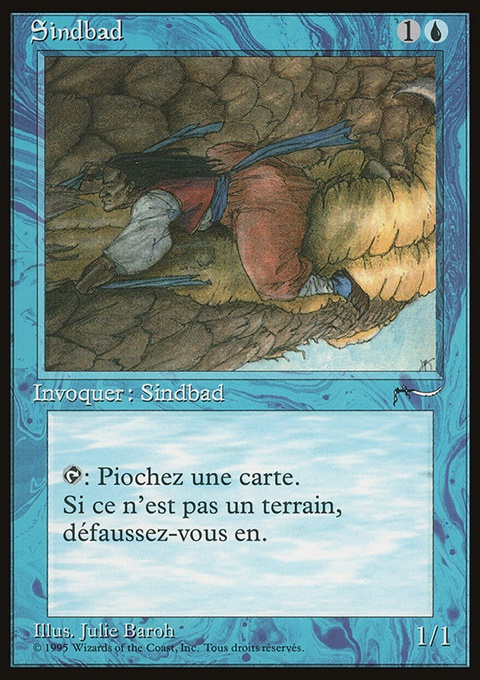 Sindbad 1
Invoquer : Sindbad
: Piochez une carte.
Si ce n'est pas un terrain,
défaussez-vous en.
Illus. Julie Baroh
1/1
© 1995 Wizards of the Coast, Inc. Tous droits réservés.